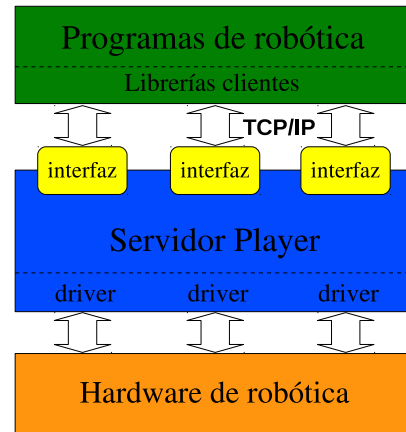 Programas de robótica
Librerías clientes
TCP/IP
interfaz interfaz interfaz
Servidor Player
driver driver driver
Hardware de robótica